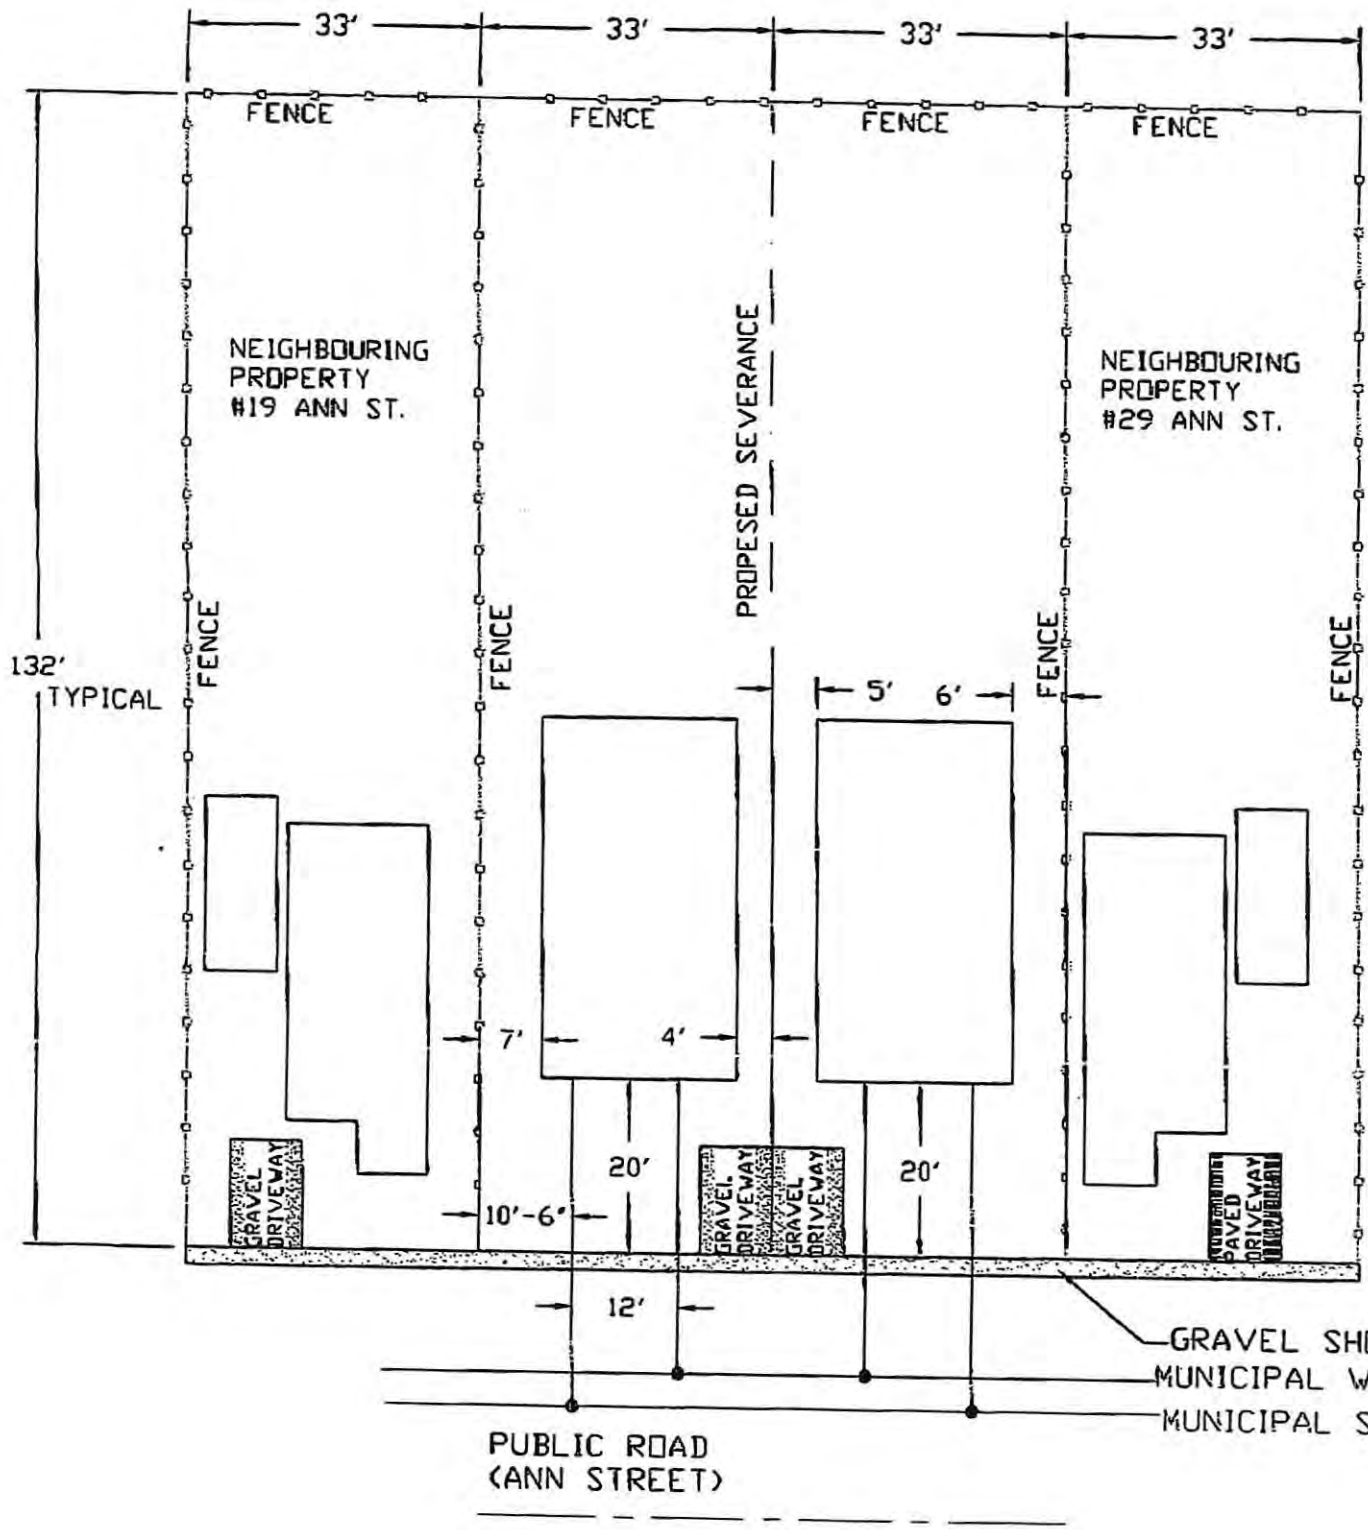 33' 33' 33' 33'
FENCE FENCE FENCE FENCE
NEIGHBOURING
PROPERTY
#19 ANN ST.
PROPESED SEVERANCE
NEIGHBOURING
PROPERTY
#29 ANN ST.
132'
TYPICAL
FENCE
FENCE
FENCE
FENCE
5' 6'
7' 4'
20' 20'
10'-6"
GRAVEL
DRIVEWAY
GRAVEL
DRIVEWAY
GRAVEL
DRIVEWAY
PAVED
DRIVEWAY
12'
GRAVEL
MUNICIPAL W
MUNICIPAL S
PUBLIC ROAD
(ANN STREET)